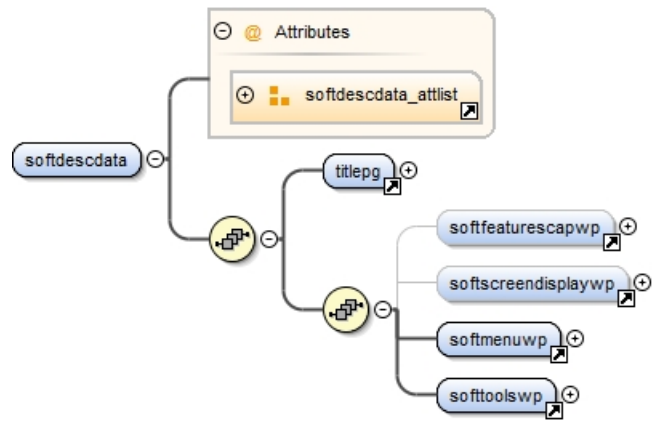 @ Attributes
softdescdata_attlist
softdescdata
titlepg
softfeaturescapwp
softscreendisplaywp
softmenuwp
softtoolswp